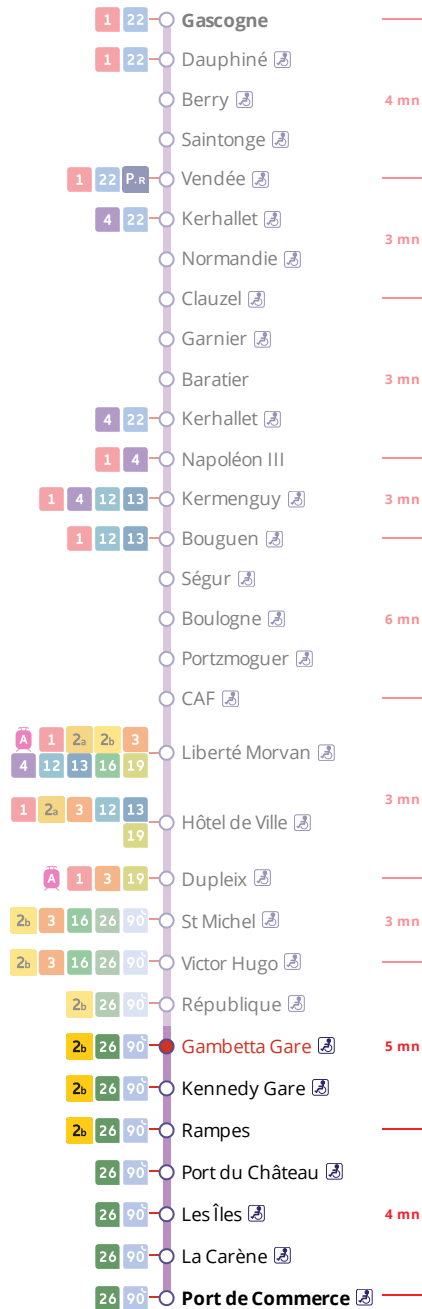 1 22 Gascogne
1 22 Dauphiné
Berry 4 mn
Saintonge
1 22 P+R Vendée
4 22 Kerhallet
3 mn
Normandie
Clauzel
Garnier
Baratier 3 mn
4 22 Kerhallet
1 4 Napoléon III
1 4 12 13 Kermenguy 3 mn
1 12 13 Bouguen
Ségur
Boulogne 6 mn
Portzmoguer
CAF
A 1 2a 2b 3
4 12 13 16 19
Liberté Morvan
3 mn
1 2a 3 12 13
19
Hôtel de Ville
A 1 3 19 Dupleix
2b 3 16 26 90 St Michel 3 mn
2b 3 16 26 90 Victor Hugo
2b 26 90 République
2b 26 90 Gambetta Gare 5 mn
2b 26 90 Kennedy Gare
2b 26 90 Rampes
26 90 Port du Château
26 90 Les Îles 4 mn
26 90 La Carène
26 90 Port de Commerce